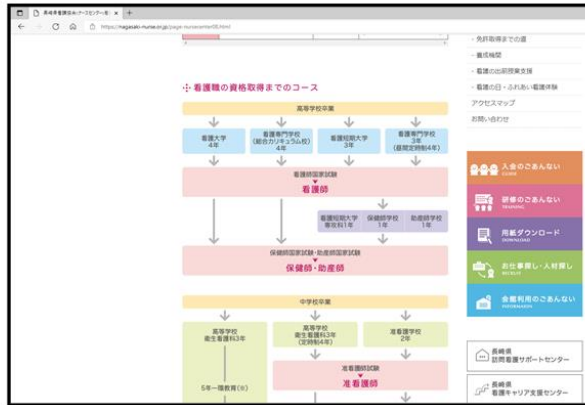 長崎県看護協会(ナースセンター)
https://nagasaki-nurse.or.jp/page-nursecenter05.html
看護職の資格取得までのコース
高等学校卒業
看護大学
4年
看護専門学校
(総合カリキュラム校)
4年
看護短期大学
3年
看護専門学校
3年
(昼間定時制4年)
看護師国家試験
看護師
看護短期大学
専攻科1年
保健師学校
1年
助産師学校
1年
保健師国家試験・助産師国家試験
保健師・助産師
中学校卒業
高等学校
衛生看護科3年
高等学校
衛生看護科3年
(定時制4年)
准看護学校
2年
准看護師試験
准看護師
5年一環教育(※)
- 免許取得までの道
- 養成機関
- 看護の出前授業支援
- 看護の日・ふれあい看護体験
アクセスマップ
お問い合わせ
入会のごあんない
GUIDE
研修のごあんない
TRAINING
用紙ダウンロード
DOWNLOAD
お仕事探し・人材探し
RECRUIT
会館利用のごあんない
INFORMATION
長崎県
訪問看護サポートセンター
長崎県
看護キャリア支援センター